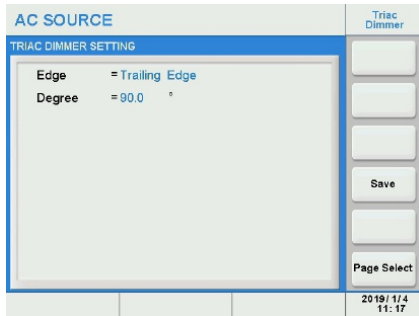 AC SOURCE
Triac
Dimmer
TRIAC DIMMER SETTING
Edge =Trailing Edge
Degree =90.0 °
Save
Page Select
2019/ 1/ 4
11: 17